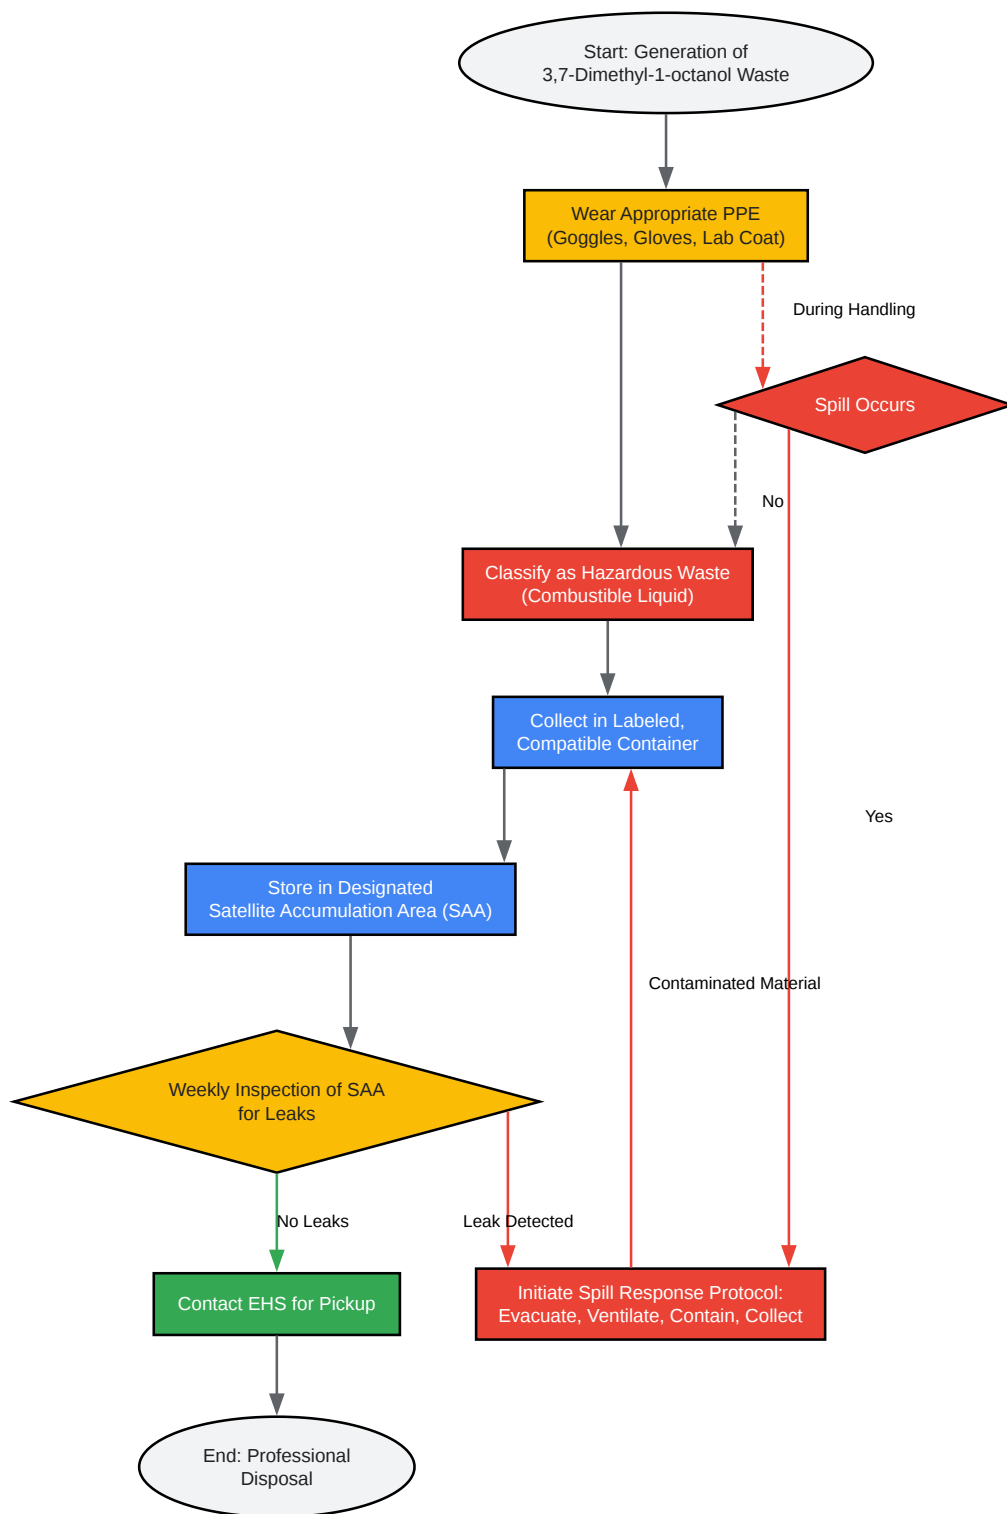 Start: Generation of
3,7-Dimethyl-1-octanol Waste
Wear Appropriate PPE
(Goggles, Gloves, Lab Coat)
During Handling
Spill Occurs
No
Classify as Hazardous Waste
(Combustible Liquid)
Collect in Labeled,
Compatible Container
Yes
Store in Designated
Satellite Accumulation Area (SAA)
Contaminated Material
Weekly Inspection of SAA
for Leaks
No Leaks
Leak Detected
Contact EHS for Pickup
Initiate Spill Response Protocol:
Evacuate, Ventilate, Contain, Collect
End: Professional
Disposal